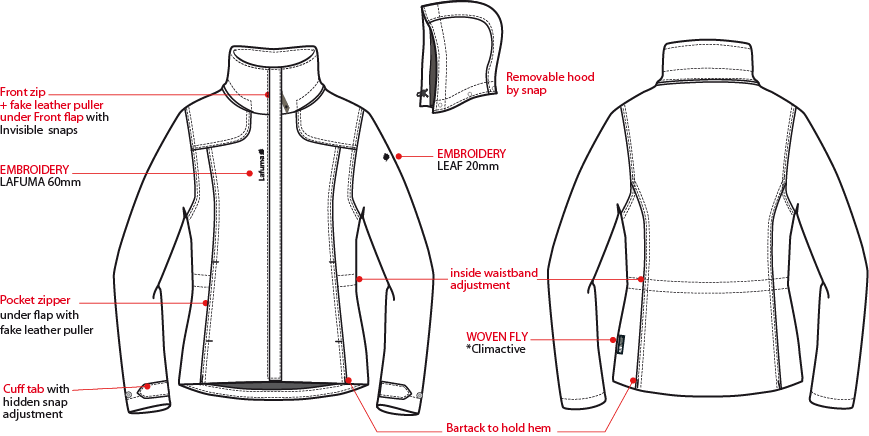 Removable hood
by snap
Front zip
+ fake leather puller
under Front flap with
Invisible snaps
EMBROIDERY
LAFUMA 60mm
Lafuma
EMBROIDERY
LEAF 20mm
inside waistband
adjustment
Pocket zipper
under flap with
fake leather puller
WOVEN FLY
*Climactive
Cuff tab with
hidden snap
adjustment
Bartack to hold hem